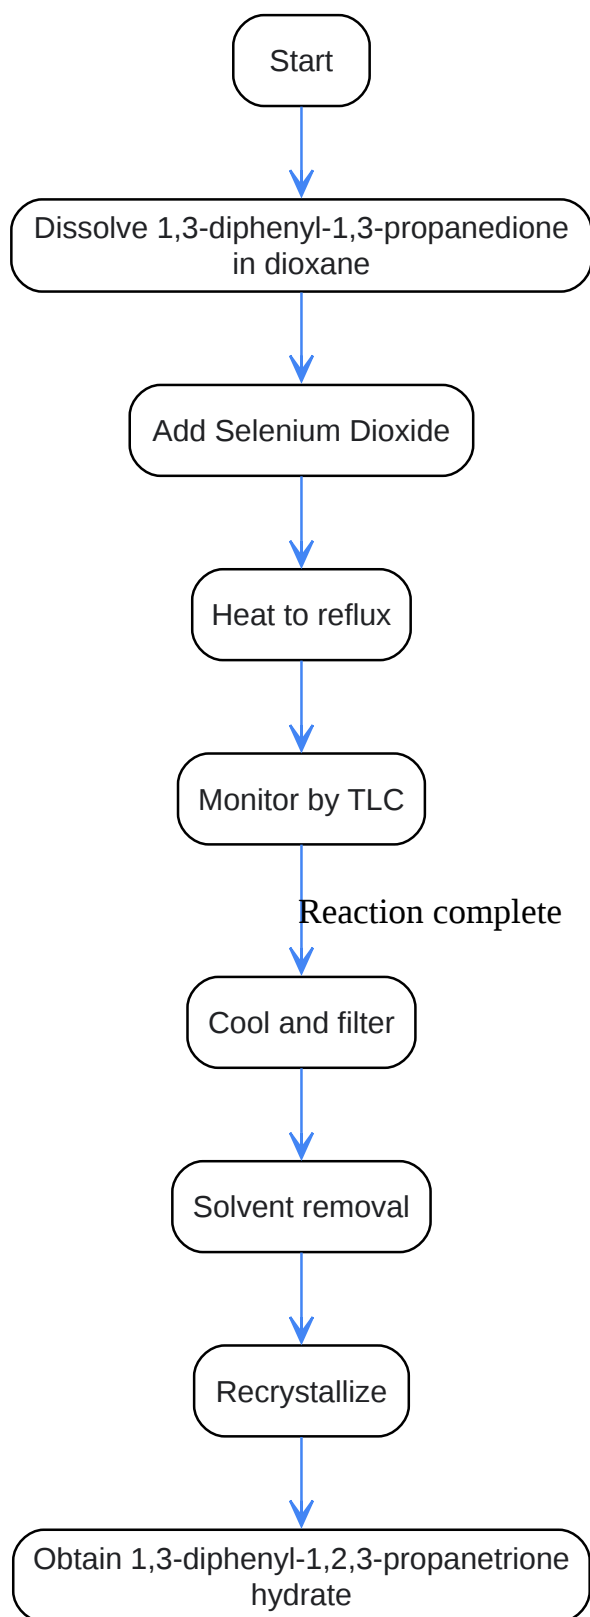 Start
Dissolve 1,3-diphenyl-1,3-propanedione
in dioxane
Add Selenium Dioxide
Heat to reflux
Monitor by TLC
Reaction complete
Cool and filter
Solvent removal
Recrystallize
Obtain 1,3-diphenyl-1,2,3-propanetrione
hydrate